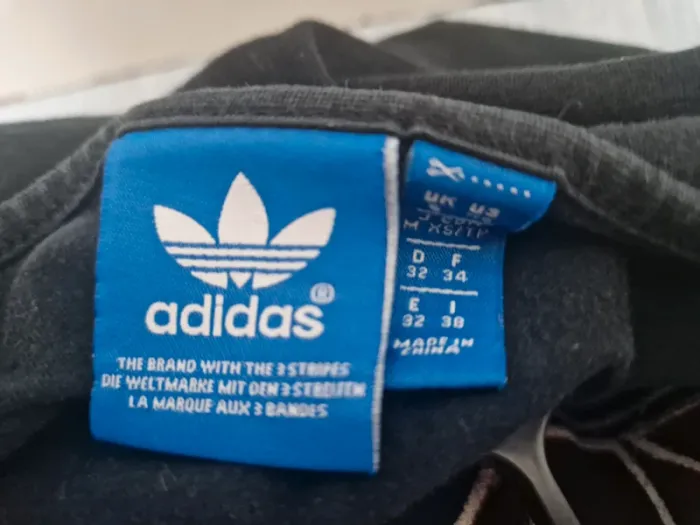 adidas®
THE BRAND WITH THE 3 STRIPES
DIE WELTMARKE MIT DEN 3 STREIFEN
LA MARQUE AUX 3 BANDES
UK US
M XS/TP
D F
32 34
E I
32 38
MADE IN
CHINA